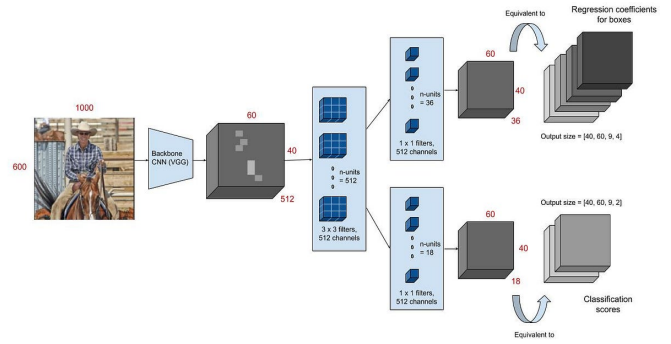 1000
600
Backbone
CNN (VGG)
60
40
512
n-units
= 512
3 x 3 filters,
512 channels
n-units
= 36
1 x 1 filters,
512 channels
60
40
36
Equivalent to
Regression coefficients
for boxes
Output size = [40, 60, 9, 4]
n-units
= 18
1 x 1 filters,
512 channels
60
40
18
Output size = [40, 60, 9, 2]
Classification
scores
Equivalent to